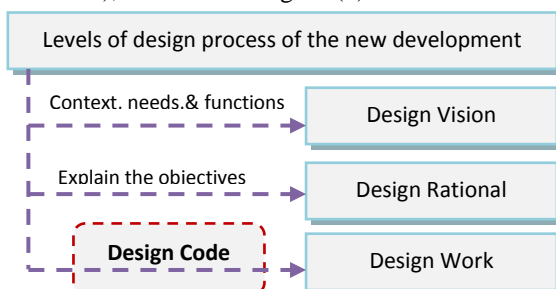 Levels of design process of the new development
Context. needs.& functions
Design Vision
Explain the objectives
Design Rational
Design Code
Design Work